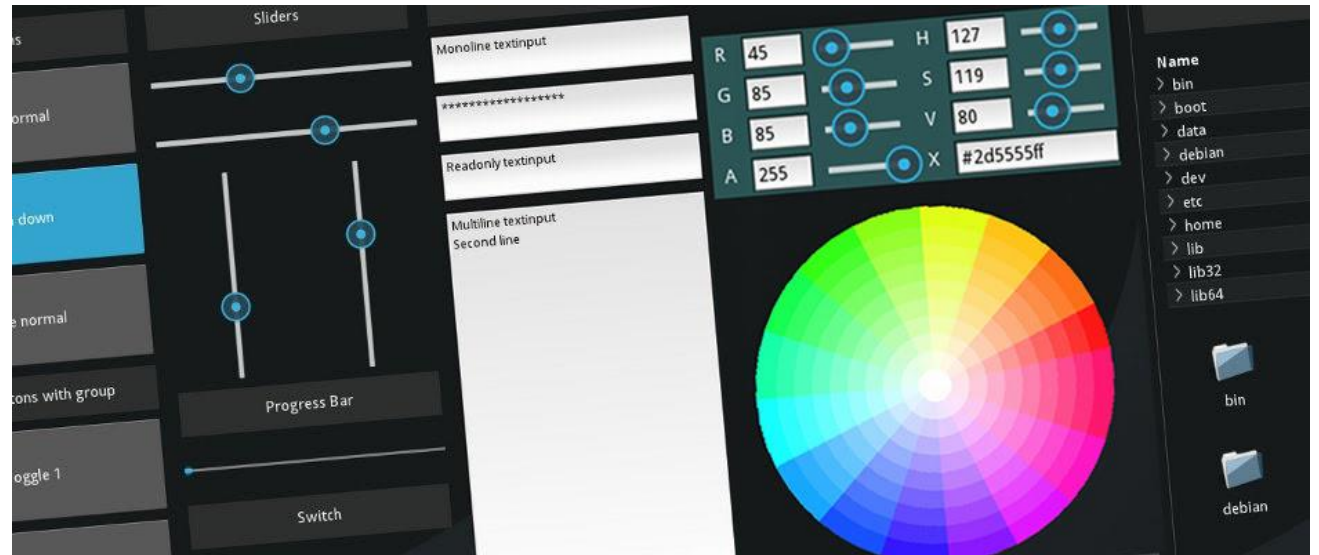 ns
ormal
down
e normal
ons with group
oggle 1
Sliders
Progress Bar
Switch
Monoline textinput
******************
Readonly textinput
Multiline textinput
Second line
R 45 H 127
G 85 S 119
B 85 V 80
A 255 X #2d5555ff
Name
> bin
> boot
> data
> debian
> dev
> etc
> home
> lib
> lib32
> lib64
bin
debian